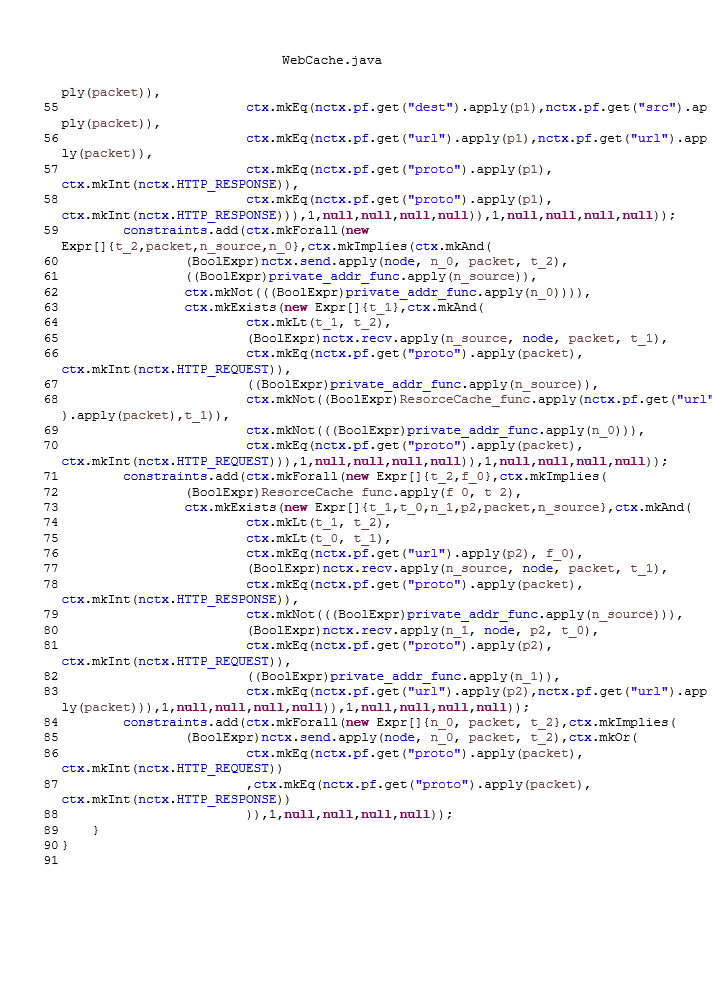 WebCache.java
ply(packet)),
55 ctx.mkEq(nctx.pf.get("dest").apply(p1),nctx.pf.get("src").ap
ply(packet)),
56 ctx.mkEq(nctx.pf.get("url").apply(p1),nctx.pf.get("url").app
ly(packet)),
57 ctx.mkEq(nctx.pf.get("proto").apply(p1),
ctx.mkInt(nctx.HTTP_RESPONSE)),
58 ctx.mkEq(nctx.pf.get("proto").apply(p1),
ctx.mkInt(nctx.HTTP_RESPONSE))),1,null,null,null,null)),1,null,null,null,null));
59 constraints.add(ctx.mkForall(new
Expr[]{t_2,packet,n_source,n_0},ctx.mkImplies(ctx.mkAnd(
60 (BoolExpr)nctx.send.apply(node, n_0, packet, t_2),
61 ((BoolExpr)private_addr_func.apply(n_source)),
62 ctx.mkNot(((BoolExpr)private_addr_func.apply(n_0)))),
63 ctx.mkExists(new Expr[]{t_1},ctx.mkAnd(
64 ctx.mkLt(t_1, t_2),
65 (BoolExpr)nctx.recv.apply(n_source, node, packet, t_1),
66 ctx.mkEq(nctx.pf.get("proto").apply(packet),
ctx.mkInt(nctx.HTTP_REQUEST)),
67 ((BoolExpr)private_addr_func.apply(n_source)),
68 ctx.mkNot((BoolExpr)ResorceCache_func.apply(nctx.pf.get("url"
).apply(packet),t_1)),
69 ctx.mkNot(((BoolExpr)private_addr_func.apply(n_0))),
70 ctx.mkEq(nctx.pf.get("proto").apply(packet),
ctx.mkInt(nctx.HTTP_REQUEST))),1,null,null,null,null)),1,null,null,null,null));
71 constraints.add(ctx.mkForall(new Expr[]{t_2,f_0},ctx.mkImplies(
72 (BoolExpr)ResorceCache_func.apply(f_0, t_2),
73 ctx.mkExists(new Expr[]{t_1,t_0,n_1,p2,packet,n_source},ctx.mkAnd(
74 ctx.mkLt(t_1, t_2),
75 ctx.mkLt(t_0, t_1),
76 ctx.mkEq(nctx.pf.get("url").apply(p2), f_0),
77 (BoolExpr)nctx.recv.apply(n_source, node, packet, t_1),
78 ctx.mkEq(nctx.pf.get("proto").apply(packet),
ctx.mkInt(nctx.HTTP_RESPONSE)),
79 ctx.mkNot(((BoolExpr)private_addr_func.apply(n_source))),
80 (BoolExpr)nctx.recv.apply(n_1, node, p2, t_0),
81 ctx.mkEq(nctx.pf.get("proto").apply(p2),
ctx.mkInt(nctx.HTTP_REQUEST)),
82 ((BoolExpr)private_addr_func.apply(n_1)),
83 ctx.mkEq(nctx.pf.get("url").apply(p2),nctx.pf.get("url").app
ly(packet))),1,null,null,null,null)),1,null,null,null,null));
84 constraints.add(ctx.mkForall(new Expr[]{n_0, packet, t_2},ctx.mkImplies(
85 (BoolExpr)nctx.send.apply(node, n_0, packet, t_2),ctx.mkOr(
86 ctx.mkEq(nctx.pf.get("proto").apply(packet),
ctx.mkInt(nctx.HTTP_REQUEST))
87 ,ctx.mkEq(nctx.pf.get("proto").apply(packet),
ctx.mkInt(nctx.HTTP_RESPONSE))
88 )),1,null,null,null,null));
89 }
90 }
91